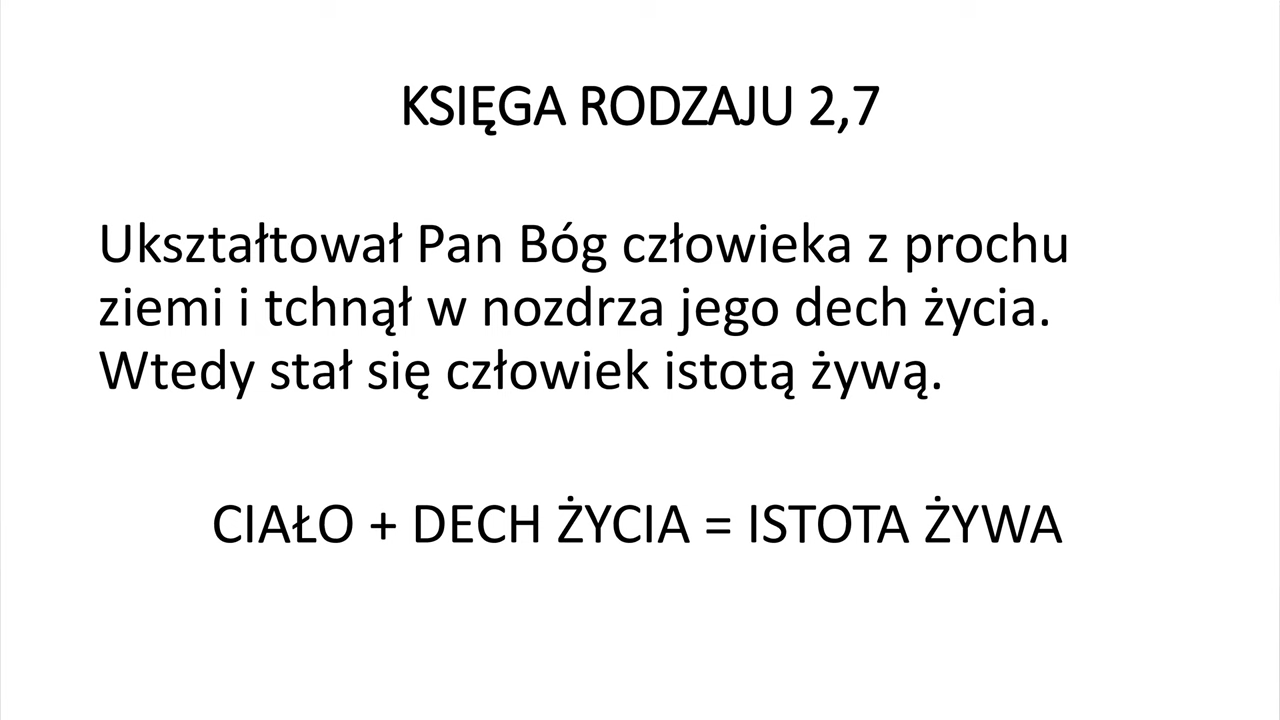 KSIĘGA RODZAJU 2,7
Ukształtował Pan Bóg człowieka z prochu
ziemi i tchnął w nozdrza jego dech życia.
Wtedy stał się człowiek istotą żywą.
CIAŁO + DECH ŻYCIA = ISTOTA ŻYWA